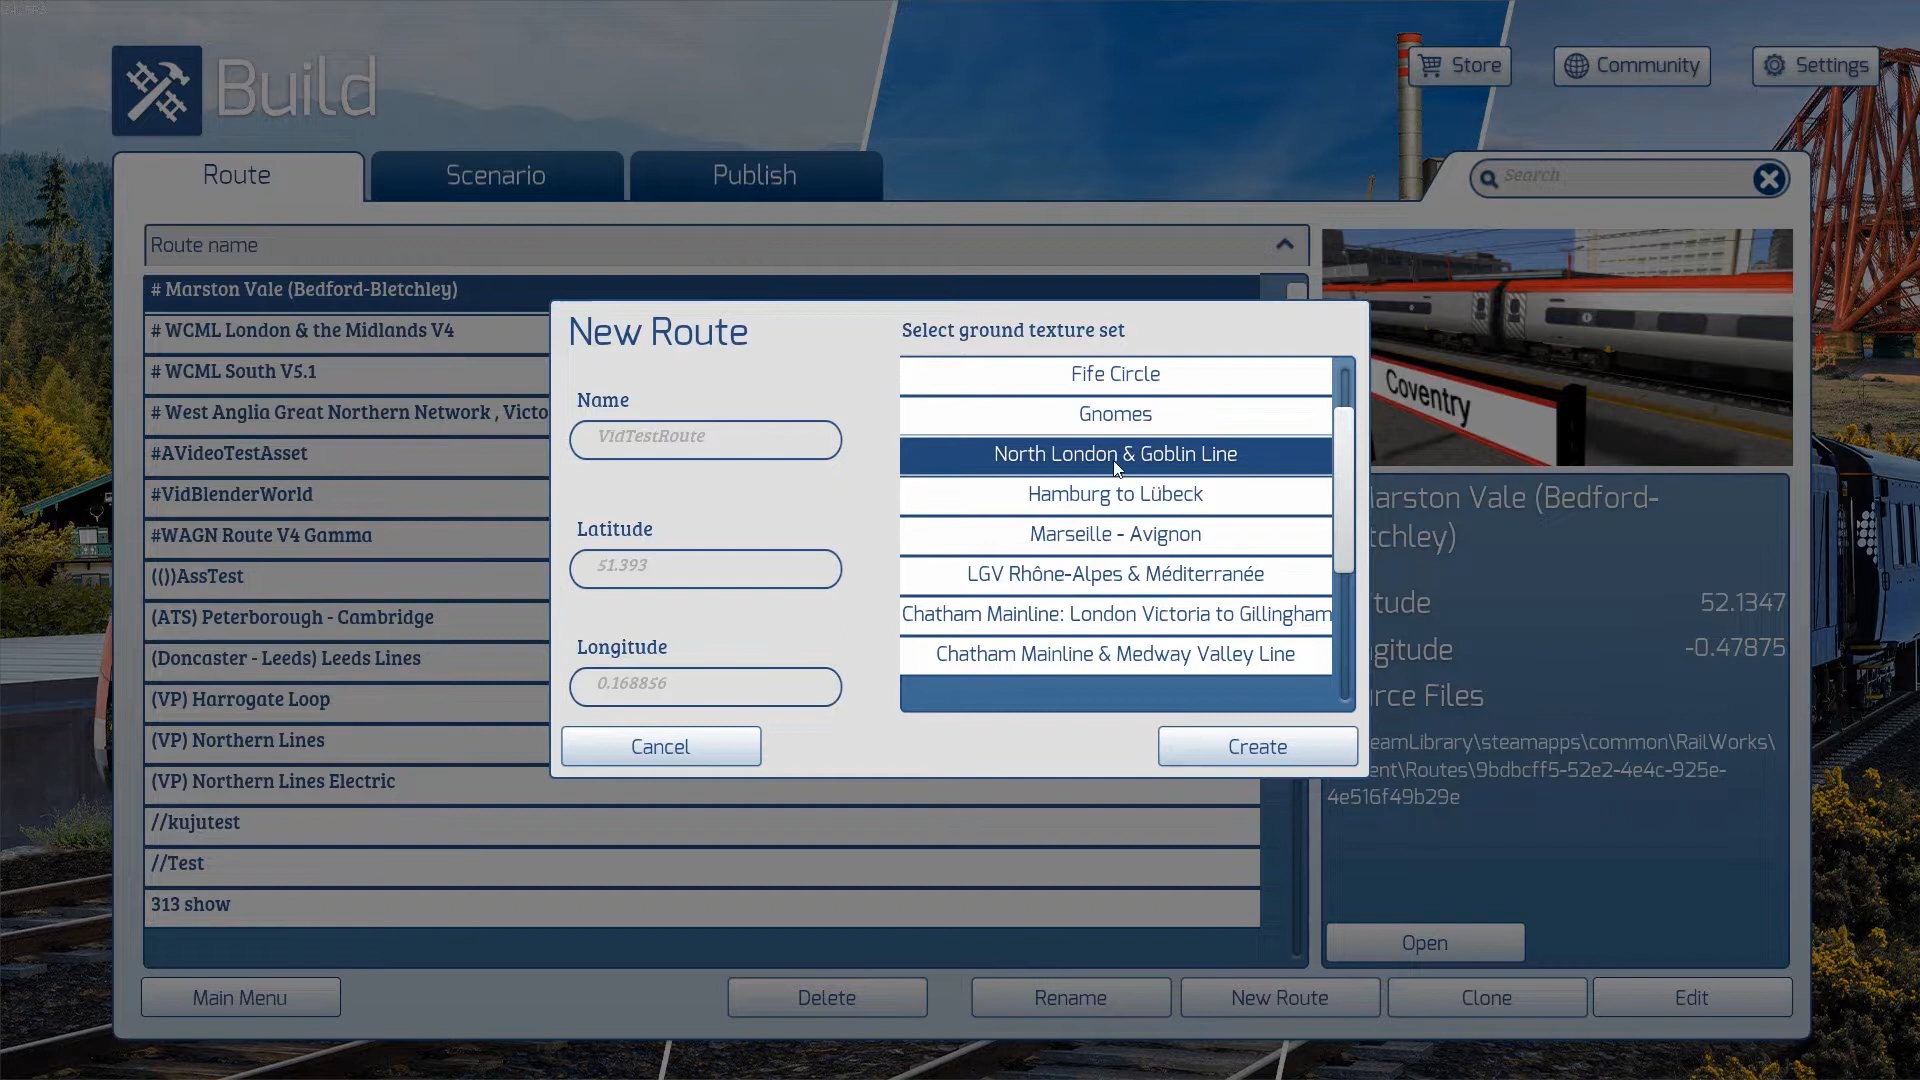 Build
Store
Community
Settings
Route
Scenario
Publish
Search
Route name
# Marston Vale (Bedford-Bletchley)
# WCML London & the Midlands V4
# WCML South V5.1
# West Anglia Great Northern Network , Victo
#AVideoTestAsset
#VidBlenderWorld
#WAGN Route V4 Gamma
(())AssTest
(ATS) Peterborough - Cambridge
(Doncaster - Leeds) Leeds Lines
(VP) Harrogate Loop
(VP) Northern Lines
(VP) Northern Lines Electric
//kujutest
//Test
313 show
New Route
Name
VidTestRoute
Latitude
51.393
Longitude
0.168856
Cancel
Select ground texture set
Fife Circle
Gnomes
North London & Goblin Line
Hamburg to Lübeck
Marseille - Avignon
LGV Rhône-Alpes & Méditerranée
Chatham Mainline: London Victoria to Gillingham
Chatham Mainline & Medway Valley Line
Create
Coventry
arston Vale (Bedford-
tchley)
tude 52.1347
gitude -0.47875
rce Files
eamLibrary\steamapps\common\RailWorks\
ent\Routes\9bdbcff5-52e2-4e4c-925e-
4e516f49b29e
Open
Main Menu
Delete
Rename
New Route
Clone
Edit